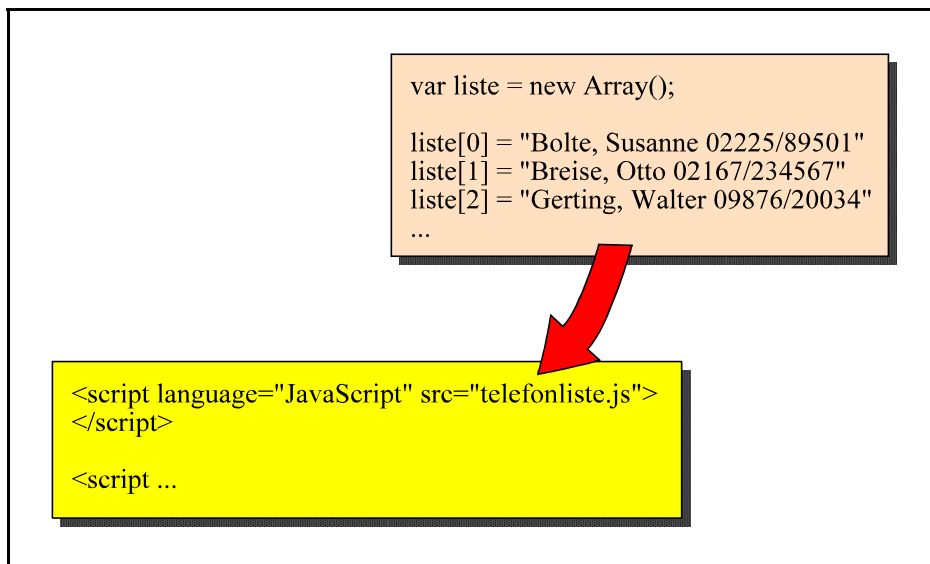 var liste = new Array();
liste[0] = "Bolte, Susanne 02225/89501"
liste[1] = "Breise, Otto 02167/234567"
liste[2] = "Gerting, Walter 09876/20034"
...
<script language="JavaScript" src="telefonliste.js">
</script>
<script ...